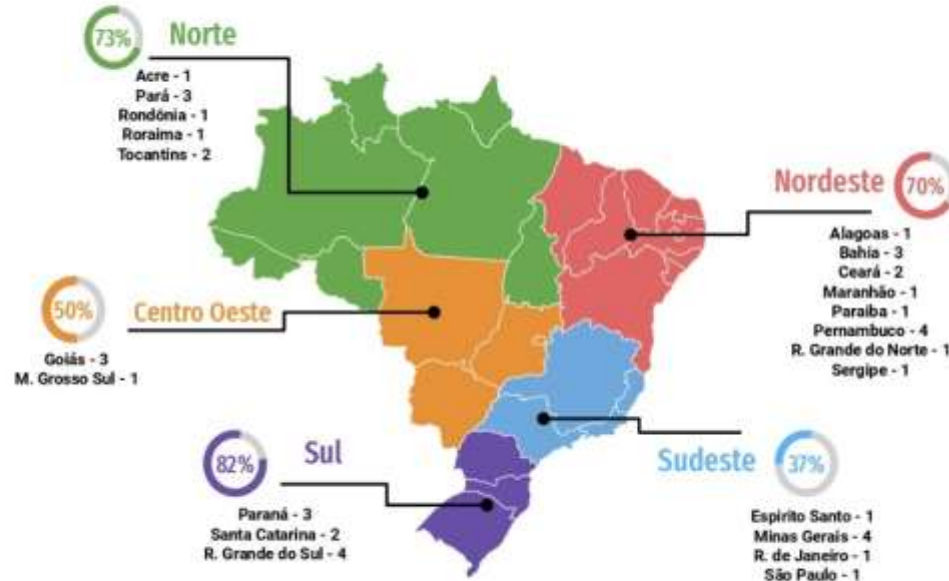 73%
Norte
Acre - 1
Pará - 3
Rondônia - 1
Roraima - 1
Tocantins - 2
Nordeste
70%
Alagoas - 1
Bahia - 3
Ceará - 2
Maranhão - 1
Paraiba - 1
Pernambuco - 4
R. Grande do Norte - 1
Sergipe - 1
50%
Centro Oeste
Goiás - 3
M. Grosso Sul - 1
82%
Sul
Paraná - 3
Santa Catarina - 2
R. Grande do Sul - 4
Sudeste
37%
Espirito Santo - 1
Minas Gerais - 4
R. de Janeiro - 1
São Paulo - 1